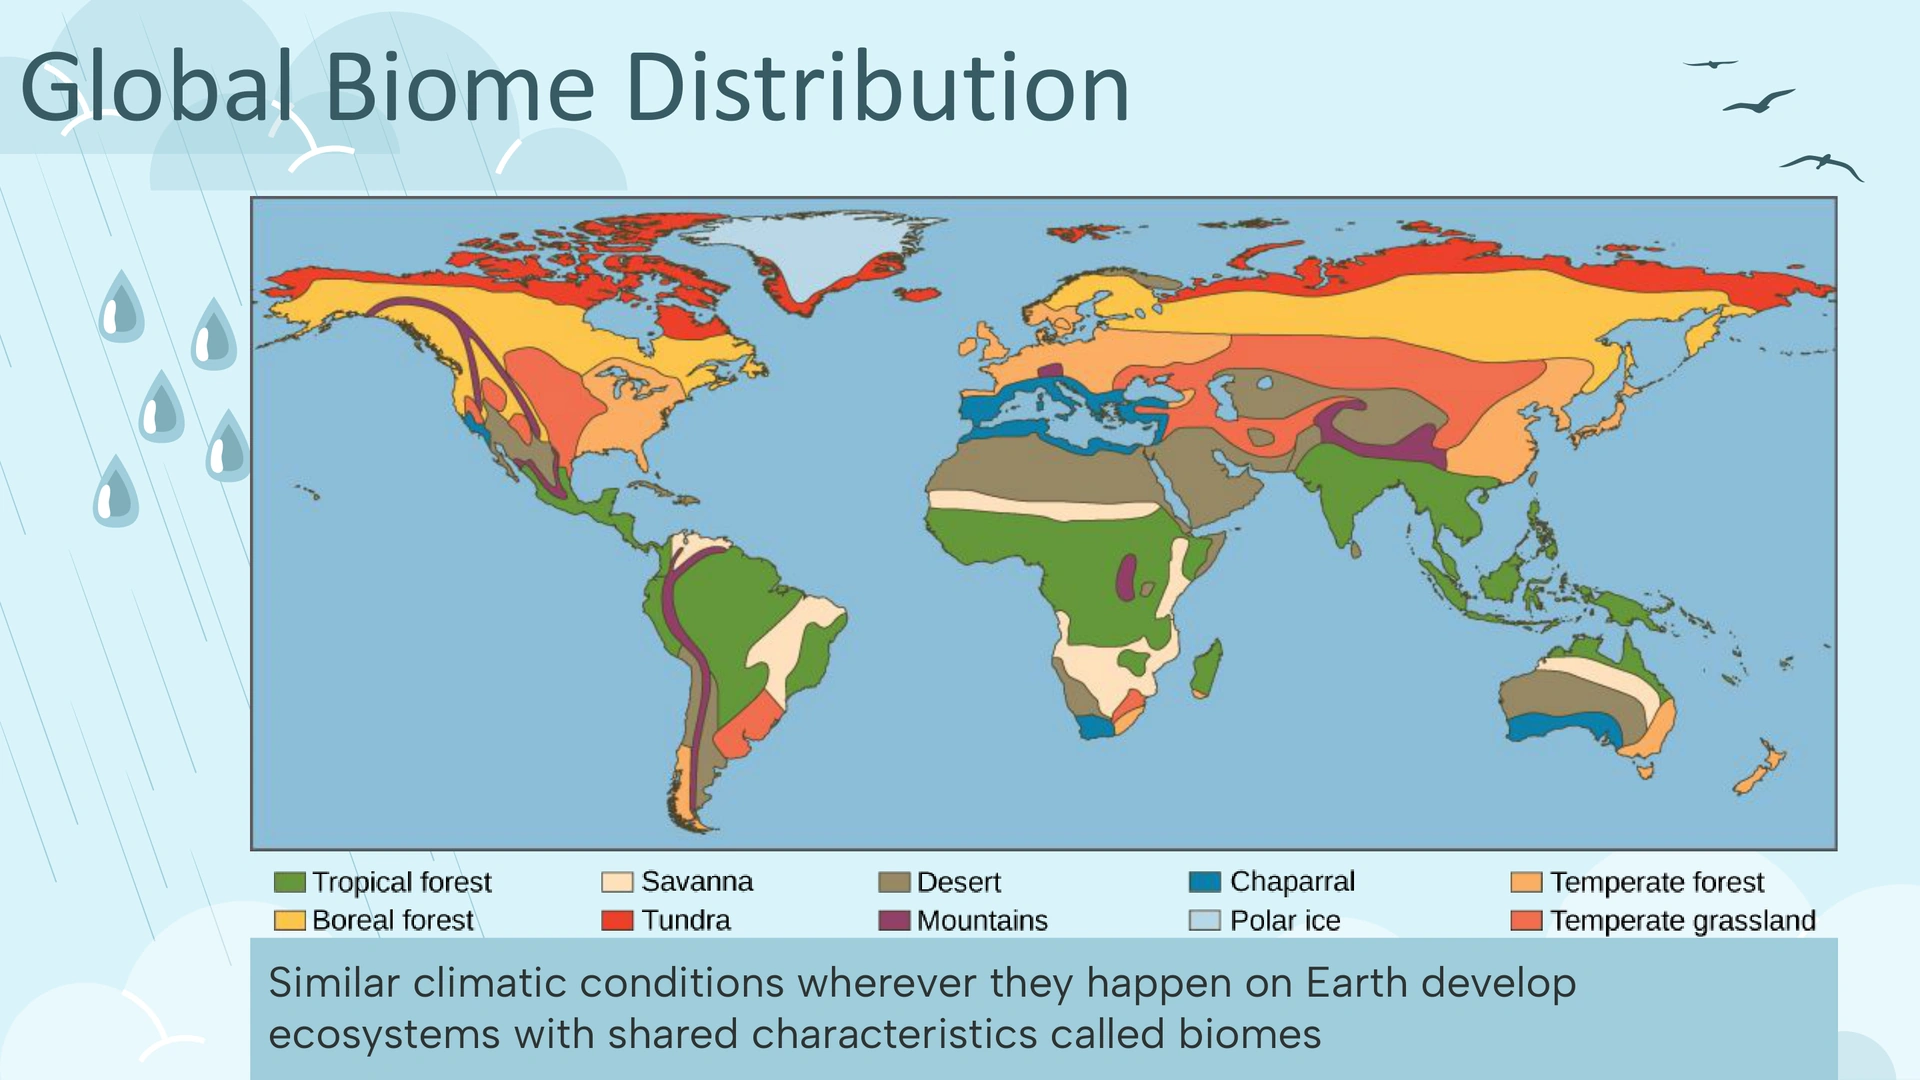 Global Biome Distribution
Tropical forest Savanna Desert Chaparral Temperate forest
Boreal forest Tundra Mountains Polar ice Temperate grassland
Similar climatic conditions wherever they happen on Earth develop
ecosystems with shared characteristics called biomes